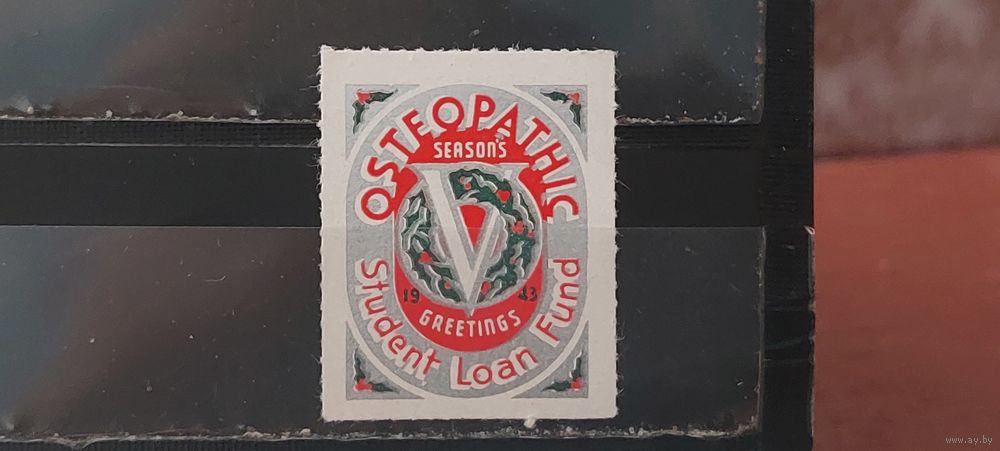 OSTEOPATHIC
SEASON'S
V
19 43
GREETINGS
Student Loan Fund
www.ay.by